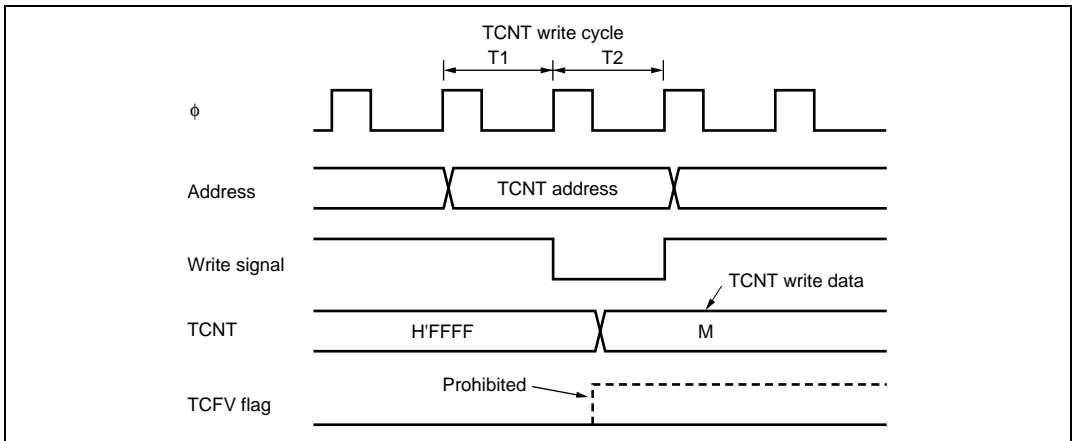 TCNT write cycle
T1 T2
ϕ
Address TCNT address
Write signal
TCNT write data
TCNT H'FFFF M
Prohibited
TCFV flag